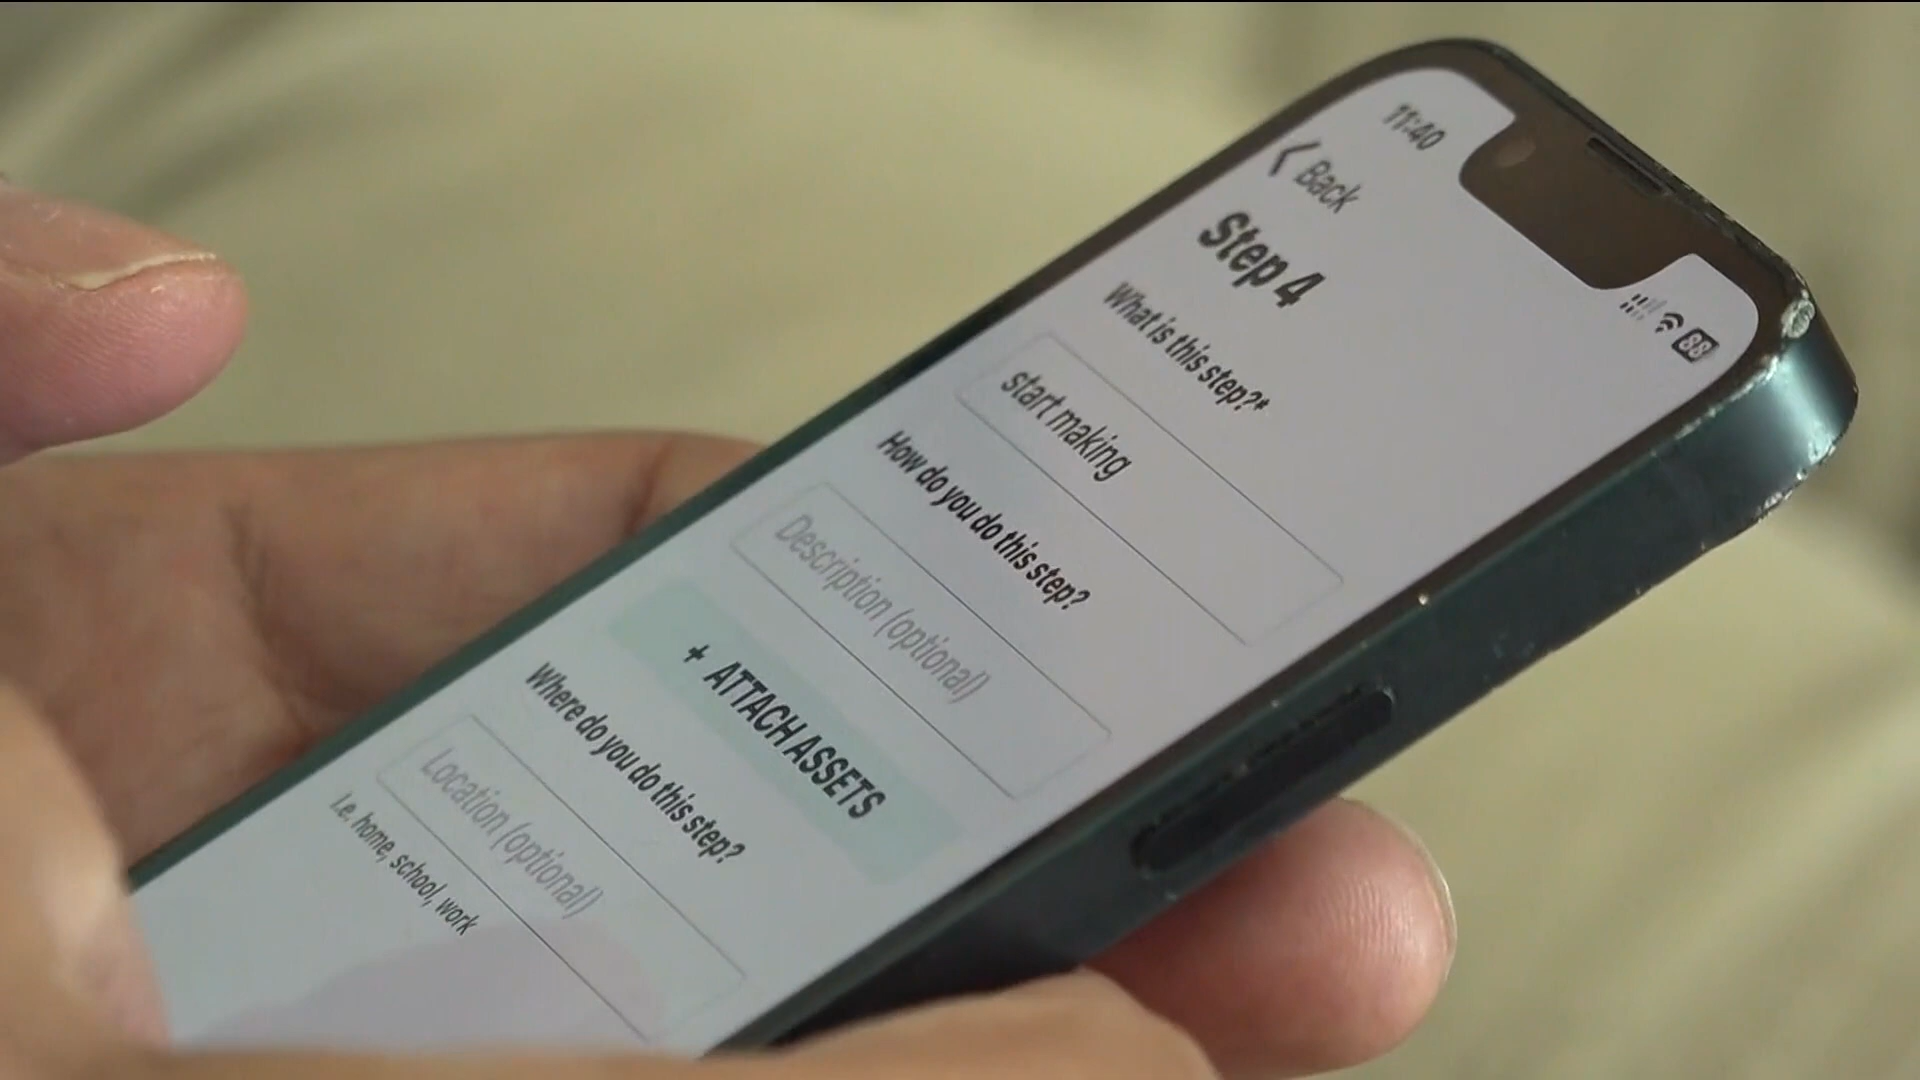 11:40
88
Back
Step 4
What is this step?*
start making
How do you do this step?
Description (optional)
+ ATTACH ASSETS
Where do you do this step?
Location (optional)
i.e. home, school, work